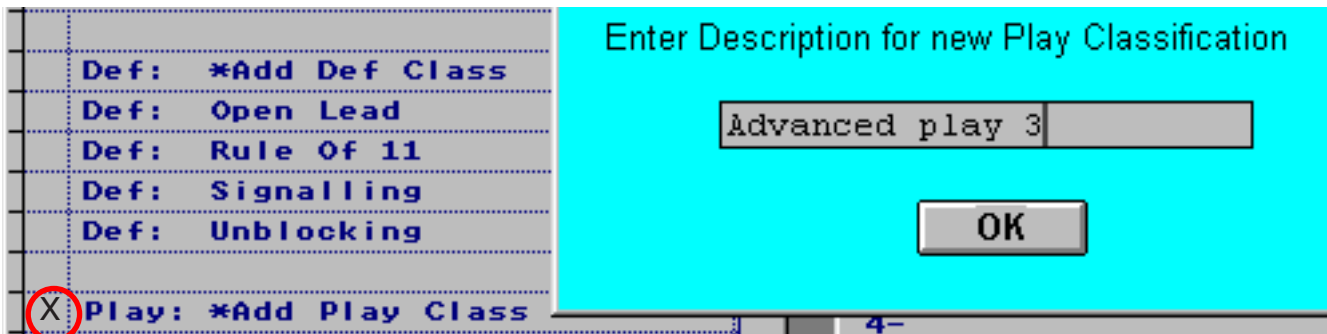 Def: *Add Def Class
Def: Open Lead
Def: Rule Of 11
Def: Signalling
Def: Unblocking
X Play: *Add Play Class
Enter Description for new Play Classification
Advanced play 3
OK
4-